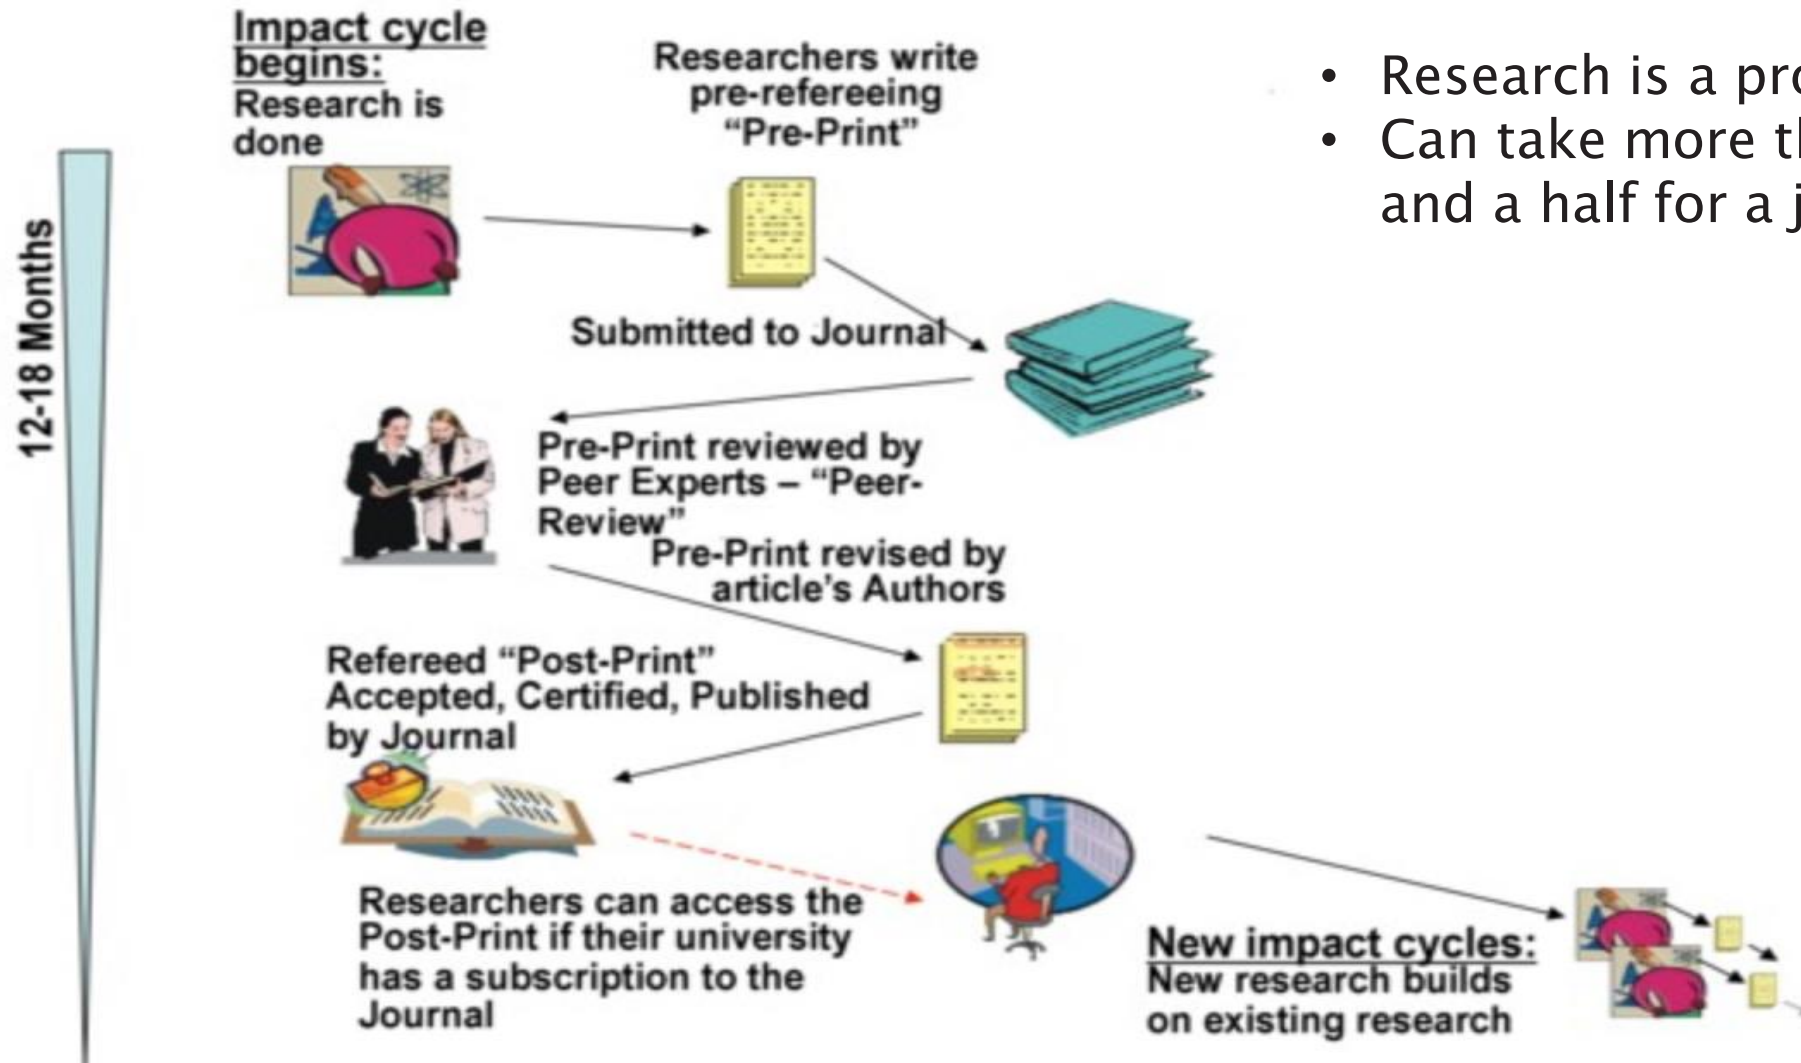 Impact cycle
begins:
Research is
done
Researchers write
pre-refereeing
“Pre-Print”
• Research is a
• Can take more
and a half for a
12-18 Months
Submitted to Journal
Pre-Print reviewed by
Peer Experts – “Peer-
Review”
Pre-Print revised by
article’s Authors
Refereed “Post-Print”
Accepted, Certified, Published
by Journal
Researchers can access the
Post-Print if their university
has a subscription to the
Journal
New impact cycles:
New research builds
on existing research